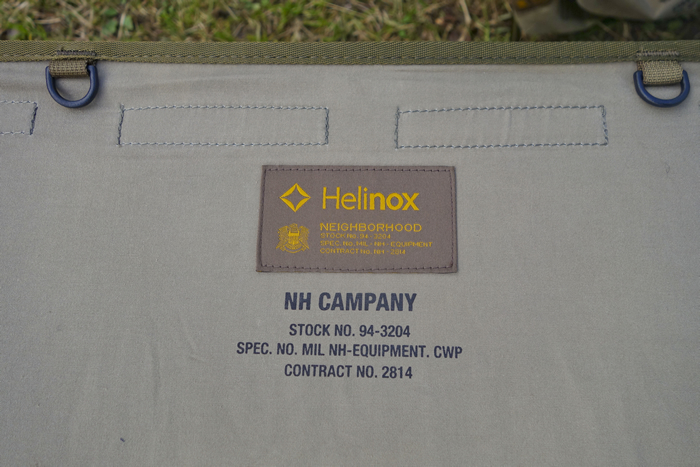 Helinox
NEIGHBORHOOD
STOCK No. 94-3204
SPEC. No. MIL-NH-EQUIPMENT
CONTRACT No. NH-2814
NH CAMPANY
STOCK NO. 94-3204
SPEC. NO. MIL NH-EQUIPMENT. CWP
CONTRACT NO. 2814